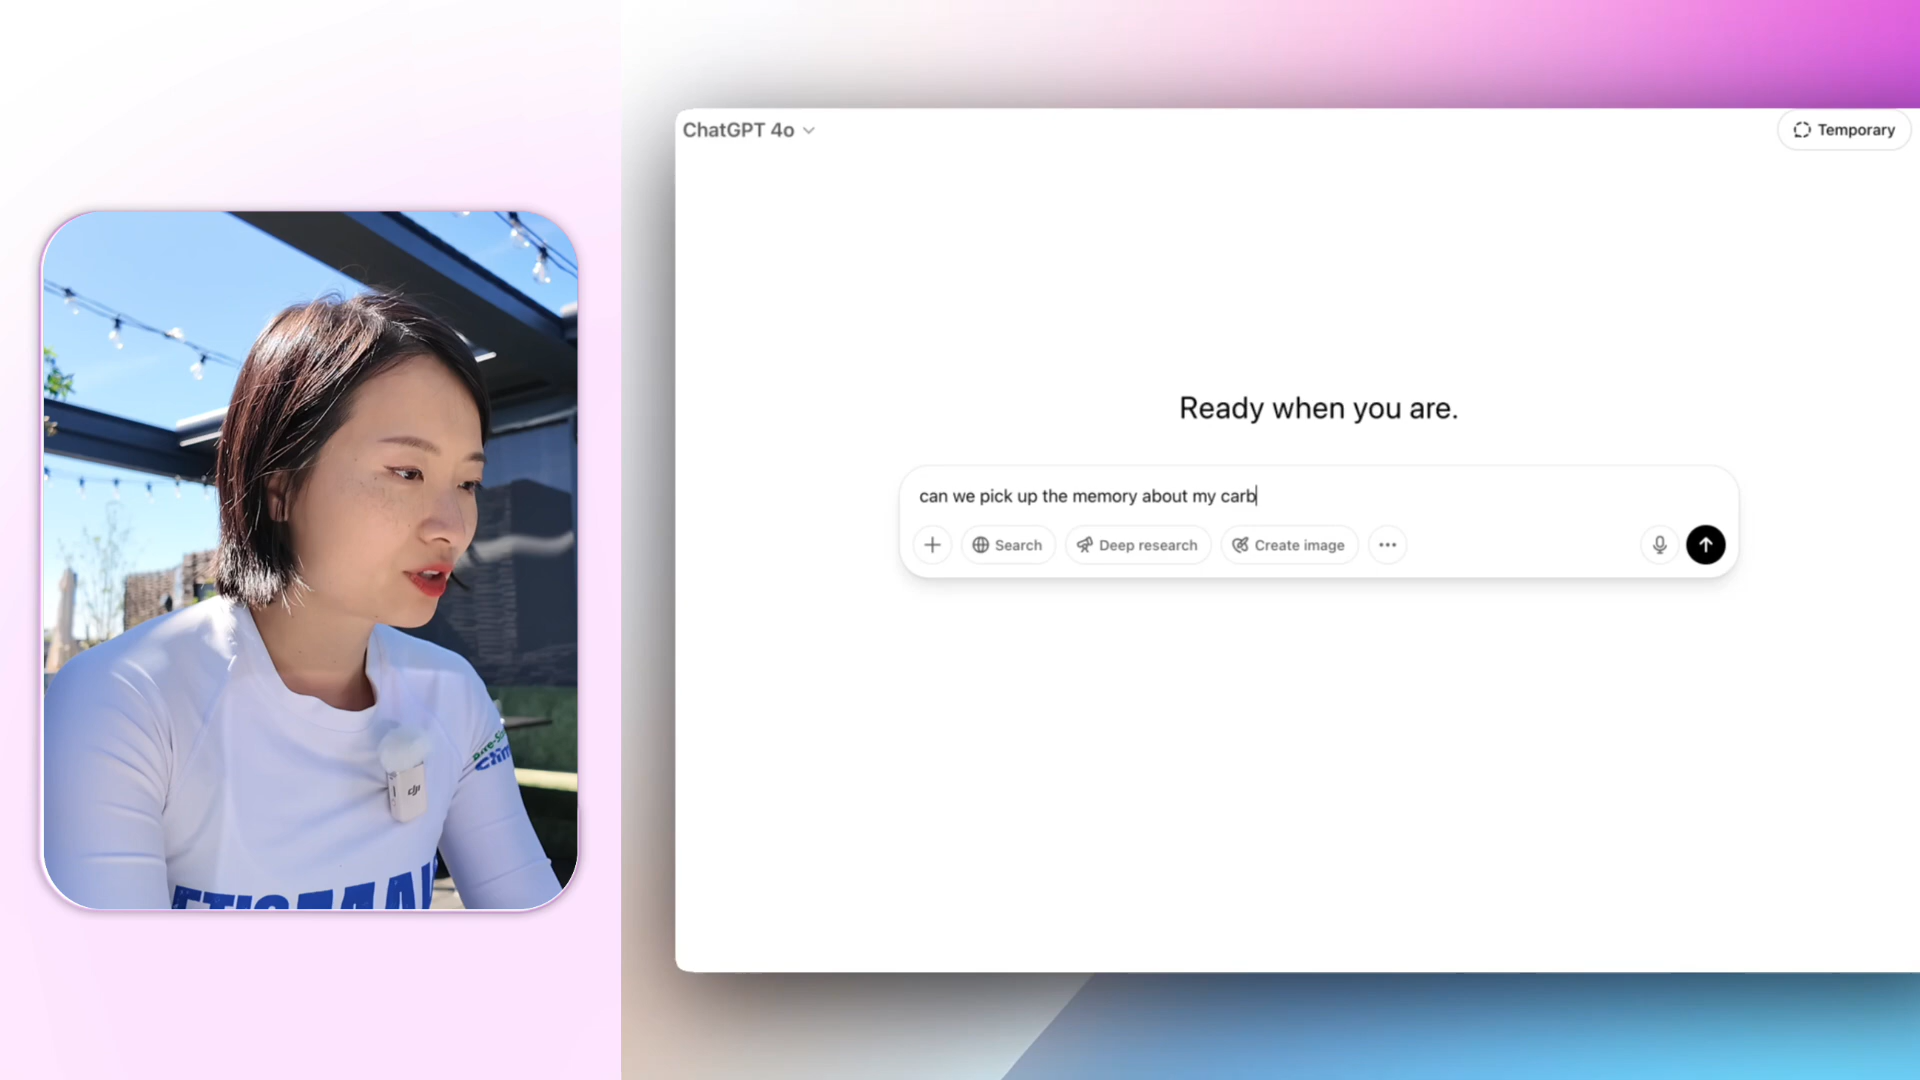 ChatGPT 4o
Temporary
Ready when you are.
can we pick up the memory about my carb
Search
Deep research
Create image
dji